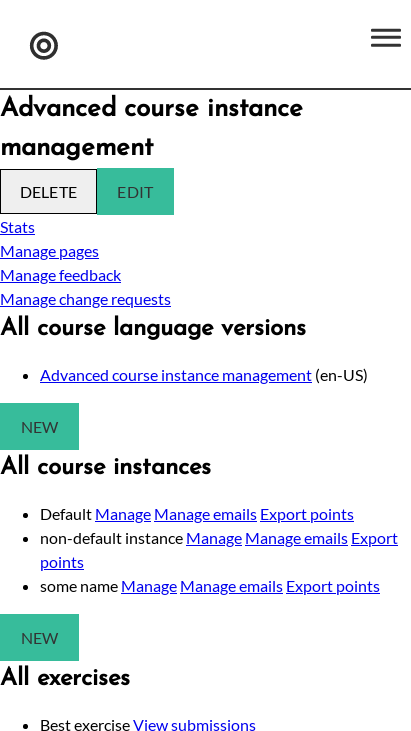 Advanced course instance
management
DELETE EDIT
Stats
Manage pages
Manage feedback
Manage change requests
All course language versions
Advanced course instance management (en-US)
NEW
All course instances
Default Manage Manage emails Export points
non-default instance Manage Manage emails Export
points
some name Manage Manage emails Export points
NEW
All exercises
Best exercise View submissions